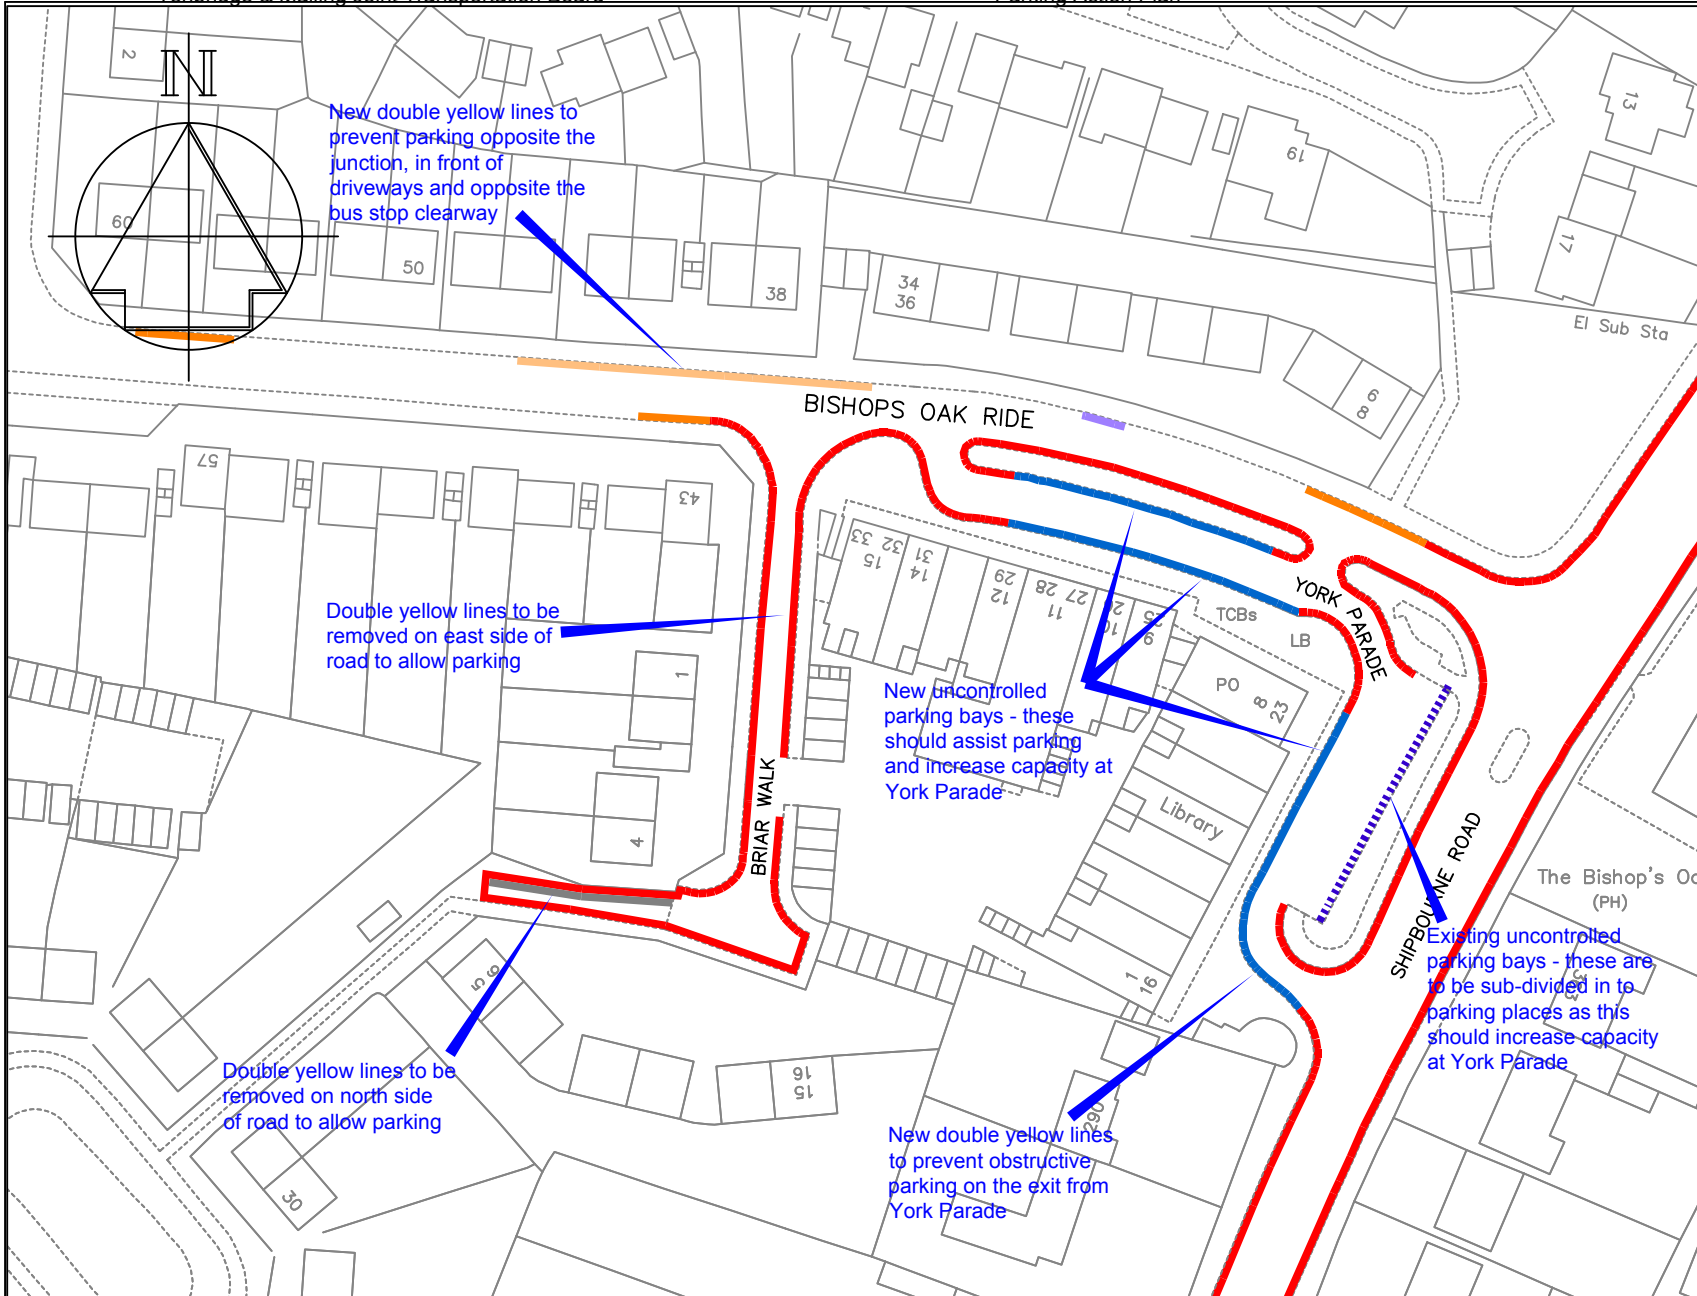 N
New double yellow lines to
prevent parking opposite the
junction, in front of
driveways and opposite the
bus stop clearway
2
60
50
38
34
36
19
13
17
El Sub Sta
6
8
BISHOPS OAK RIDE
57
43
33
32
31
15
14
29
28
27
12
11
25
9
YORK PARADE
TCBs
LB
PO
8
23
Double yellow lines to be
removed on east side of
road to allow parking
1
4
BRIAR WALK
New uncontrolled
parking bays - these
should assist parking
and increase capacity at
York Parade
Library
1
16
SHIPBOURNE ROAD
The Bishop's
(PH)
Existing uncontrolled
parking bays - these are
to be sub-divided in to
parking places as this
should increase capacity
at York Parade
5
6
Double yellow lines to be
removed on north side
of road to allow parking
16
15
30
290
New double yellow lines
to prevent obstructive
parking on the exit from
York Parade